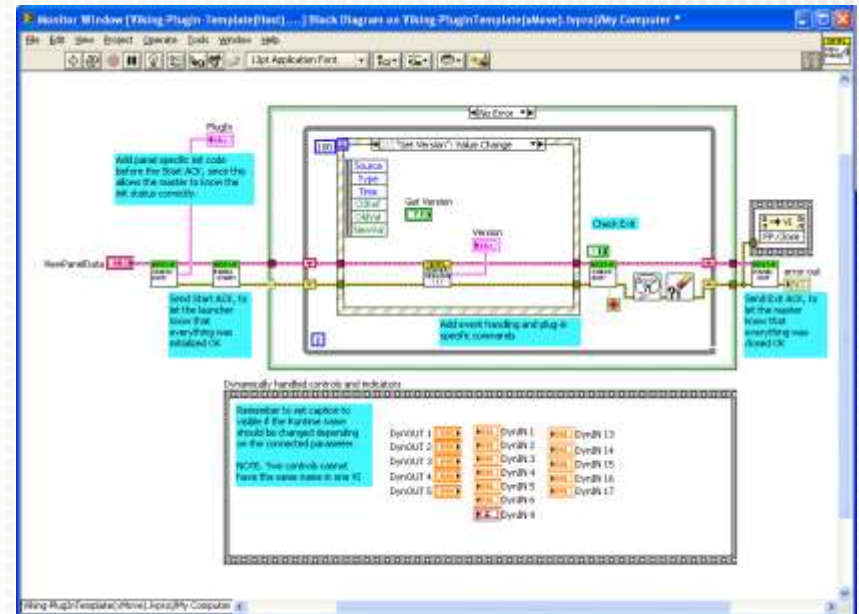 Monitor Window [Viking-Plugin-Template(Host)....] Block Diagram on Viking-PluginTemplate(xMove).lvproj/My Computer *
File Edit View Project Operate Tools Window Help
13pt Application Font
No Error
PlugIn
100
"Get Version": Value Change
Add panel specific init code
before the Start ACK, since this
allows the master to know the
init status correctly.
Source
Type
Time
CtlRef
OldVal
NewVal
Get Version
Version
Check Exit
FP.Close
ViewPanelData
error out
Send Start ACK, to
let the launcher
know that
everything was
initialized OK
Add event handling and plug-in
specific commands
Send Exit ACK, to
let the master
know that
everything was
closed OK
Dynamically handled controls and indicators
Remember to set caption to
visible if the Runtime name
should be changed depending
on the connected parameter.
NOTE. Two controls cannot
have the same name in one VI
DynOUT 1
DynOUT 2
DynOUT 3
DynOUT 4
DynOUT 5
DynIN 1
DynIN 2
DynIN 3
DynIN 4
DynIN 5
DynIN 6
DynIN 13
DynIN 14
DynIN 15
DynIN 16
DynIN 17
Viking-PluginTemplate(xMove).lvproj/My Computer